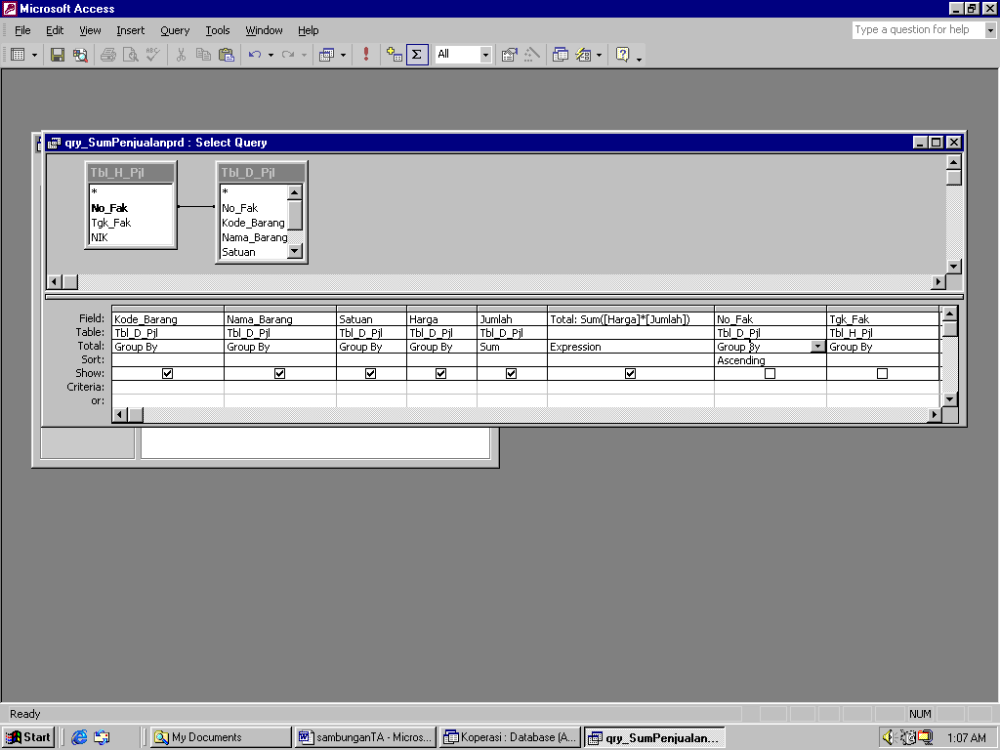 Microsoft Access
File Edit View Insert Query Tools Window Help
Type a question for help
All
qry_SumPenjualanprd : Select Query
Tbl_H_Pjl
*
No_Fak
Tgk_Fak
NIK
Tbl_D_Pjl
*
No_Fak
Kode_Barang
Nama_Barang
Satuan
Field: Kode_Barang Nama_Barang Satuan Harga Jumlah Total: Sum([Harga]*[Jumlah]) No_Fak Tgk_Fak
Table: Tbl_D_Pjl Tbl_D_Pjl Tbl_D_Pjl Tbl_D_Pjl Tbl_D_Pjl Tbl_D_Pjl Tbl_H_Pjl
Total: Group By Group By Group By Group By Sum Expression Group By Group By
Sort: Ascending
Show:
Criteria:
or:
Ready
NUM
Start My Documents sambunganTA - Micros... Koperasi : Database (A... qry_SumPenjualan... 1:07 AM